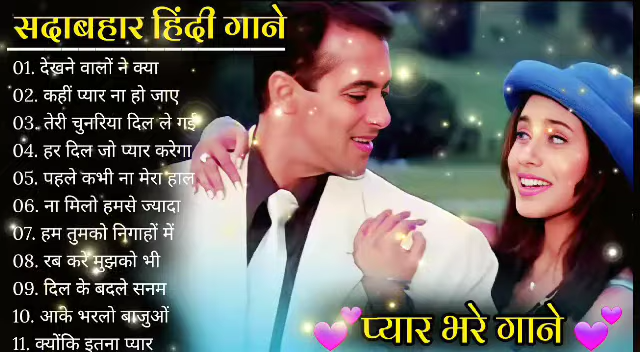 सदाबहार हिंदी गाने
01. देखने वालों ने क्या
02. कहीं प्यार ना हो जाए
03. तेरी चुनरिया दिल ले गई
04. हर दिल जो प्यार करेगा
05. पहले कभी ना मेरा हाल
06. ना मिलो हमसे ज्यादा
07. हम तुमको निगाहों में
08. रब करें मुझको भी
09. दिल के बदले सनम
10. आके भरलो बाजुओं
11. क्योंकि इतना प्यार
प्यार भरे गाने